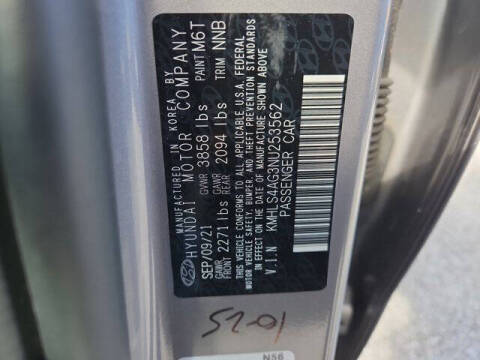 MANUFACTURED IN KOREA BY
HYUNDAI MOTOR COMPANY
SEP/09/21 GVWR 3858 lbs PAINT M6T
GAWR FRONT 2271 lbs GAWR REAR 2094 lbs TRIM NNB
THIS VEHICLE CONFORMS TO ALL APPLICABLE U.S.A. FEDERAL
MOTOR VEHICLE SAFETY, BUMPER, AND THEFT PREVENTION STANDARDS
IN EFFECT ON THE DATE OF MANUFACTURE SHOWN ABOVE
V.I.N KMHLS4AG3NU253562
PASSENGER CAR
N56